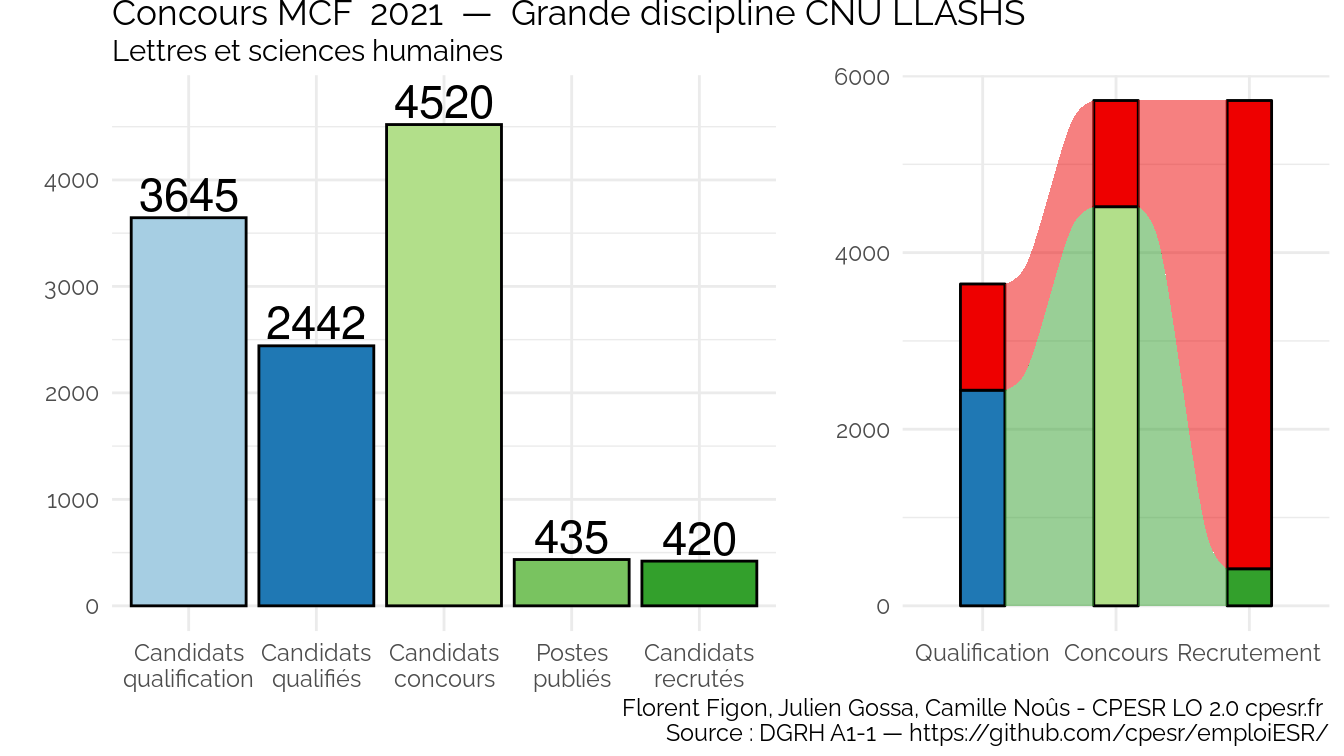 Concours MCF  2021  —  Grande discipline CNU LLASHS
Lettres et sciences humaines
4000
3000
2000
1000
0
3645
2442
4520
435
420
Candidats qualification
Candidats qualifiés
Candidats concours
Postes publiés
Candidats recrutés
6000
4000
2000
0
Qualification
Concours
Recrutement
Florent Figon, Julien Gossa, Camille Noûs - CPESR LO 2.0 cpesr.fr
Source : DGRH A1-1 — https://github.com/cpesr/emploiESR/